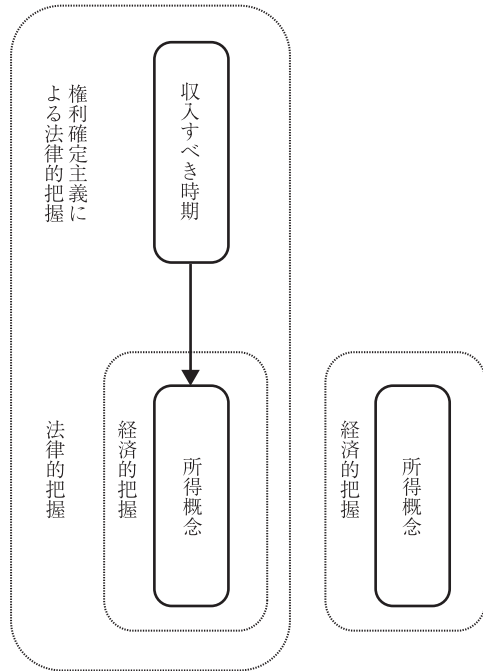 経済的把握
所得概念
収入すべき時期
権利確定主義に
よる法律的把握
所得概念
経済的把握
法律的把握